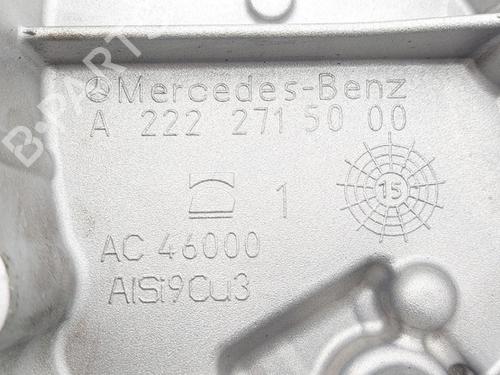 Mercedes-Benz
A 222 271 50 00
1
15
AC 46000
AlSi9Cu3
B-PARTS